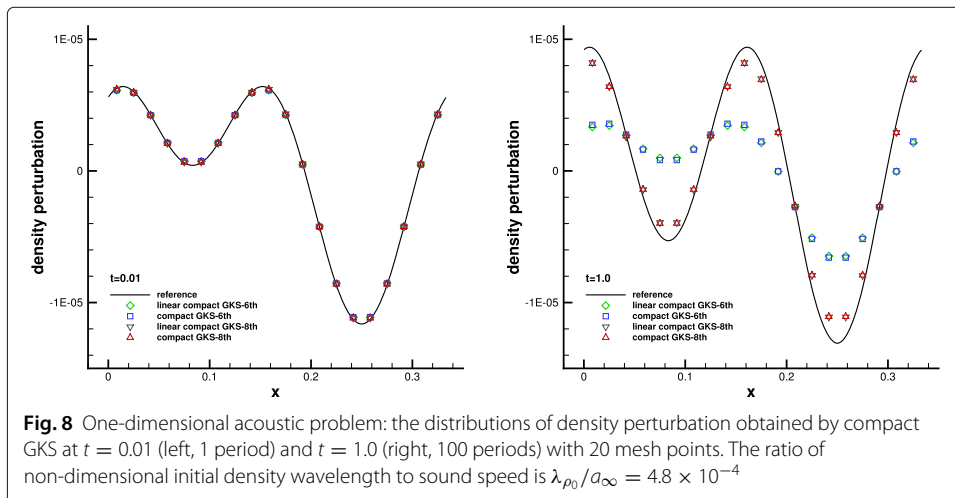 1E-05
0
-1E-05
density perturbation
t=0.01
reference
linear compact GKS-6th
compact GKS-6th
linear compact GKS-8th
compact GKS-8th
0
0.1
0.2
0.3
x
1E-05
0
-1E-05
density perturbation
t=1.0
reference
linear compact GKS-6th
compact GKS-6th
linear compact GKS-8th
compact GKS-8th
0
0.1
0.2
0.3
x
Fig. 8 One-dimensional acoustic problem: the distributions of density perturbation obtained by compact
GKS at t = 0.01 (left, 1 period) and t = 1.0 (right, 100 periods) with 20 mesh points. The ratio of
non-dimensional initial density wavelength to sound speed is λρ₀/a∞ = 4.8 × 10⁻⁴